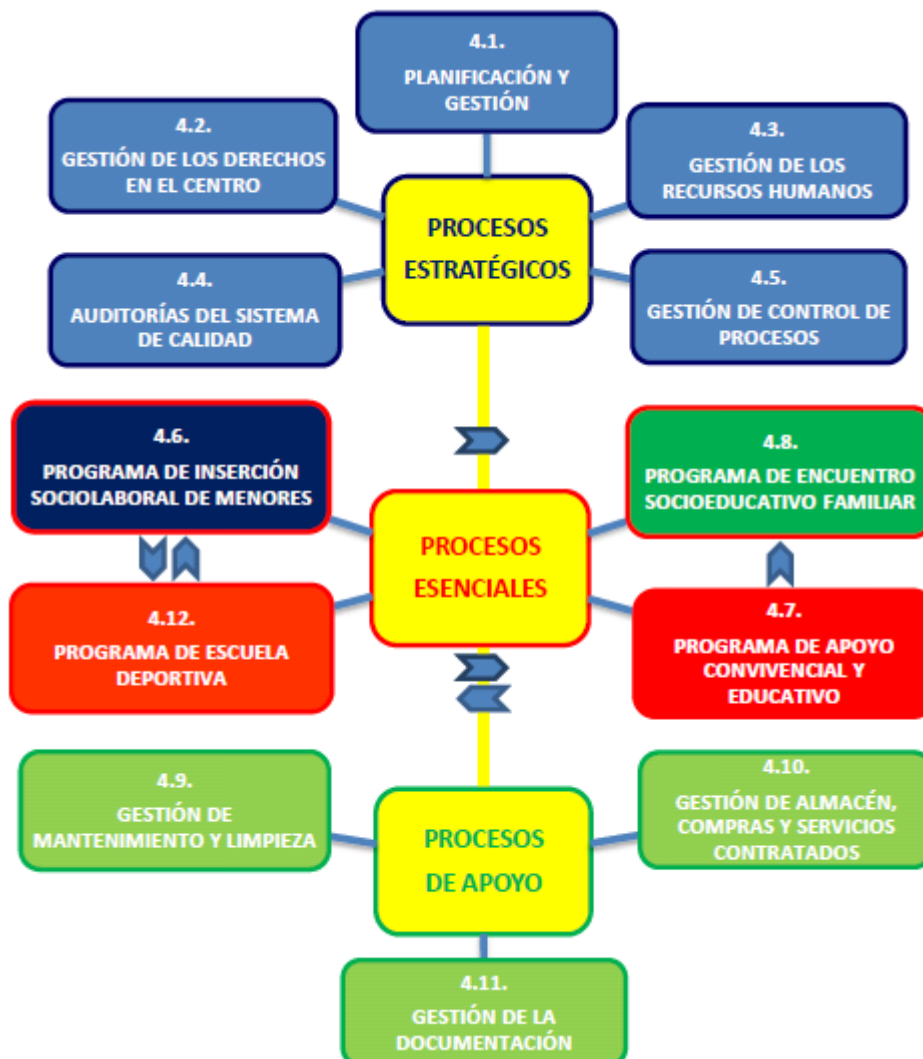 4.1.
PLANIFICACIÓN Y
GESTIÓN
4.2.
GESTIÓN DE LOS DERECHOS
EN EL CENTRO
4.3.
GESTIÓN DE LOS
RECURSOS HUMANOS
PROCESOS
ESTRATÉGICOS
4.4.
AUDITORÍAS DEL SISTEMA
DE CALIDAD
4.5.
GESTIÓN DE CONTROL DE
PROCESOS
4.6.
PROGRAMA DE INSERCIÓN
SOCIOLABORAL DE MENORES
4.8.
PROGRAMA DE ENCUENTRO
SOCIOEDUCATIVO FAMILIAR
PROCESOS
ESENCIALES
4.12.
PROGRAMA DE ESCUELA
DEPORTIVA
4.7.
PROGRAMA DE APOYO
CONVIVENCIAL Y
EDUCATIVO
4.9.
GESTIÓN DE
MANTENIMIENTO Y LIMPIEZA
4.10.
GESTIÓN DE ALMACÉN,
COMPRAS Y SERVICIOS
CONTRATADOS
PROCESOS
DE APOYO
4.11.
GESTIÓN DE LA
DOCUMENTACIÓN